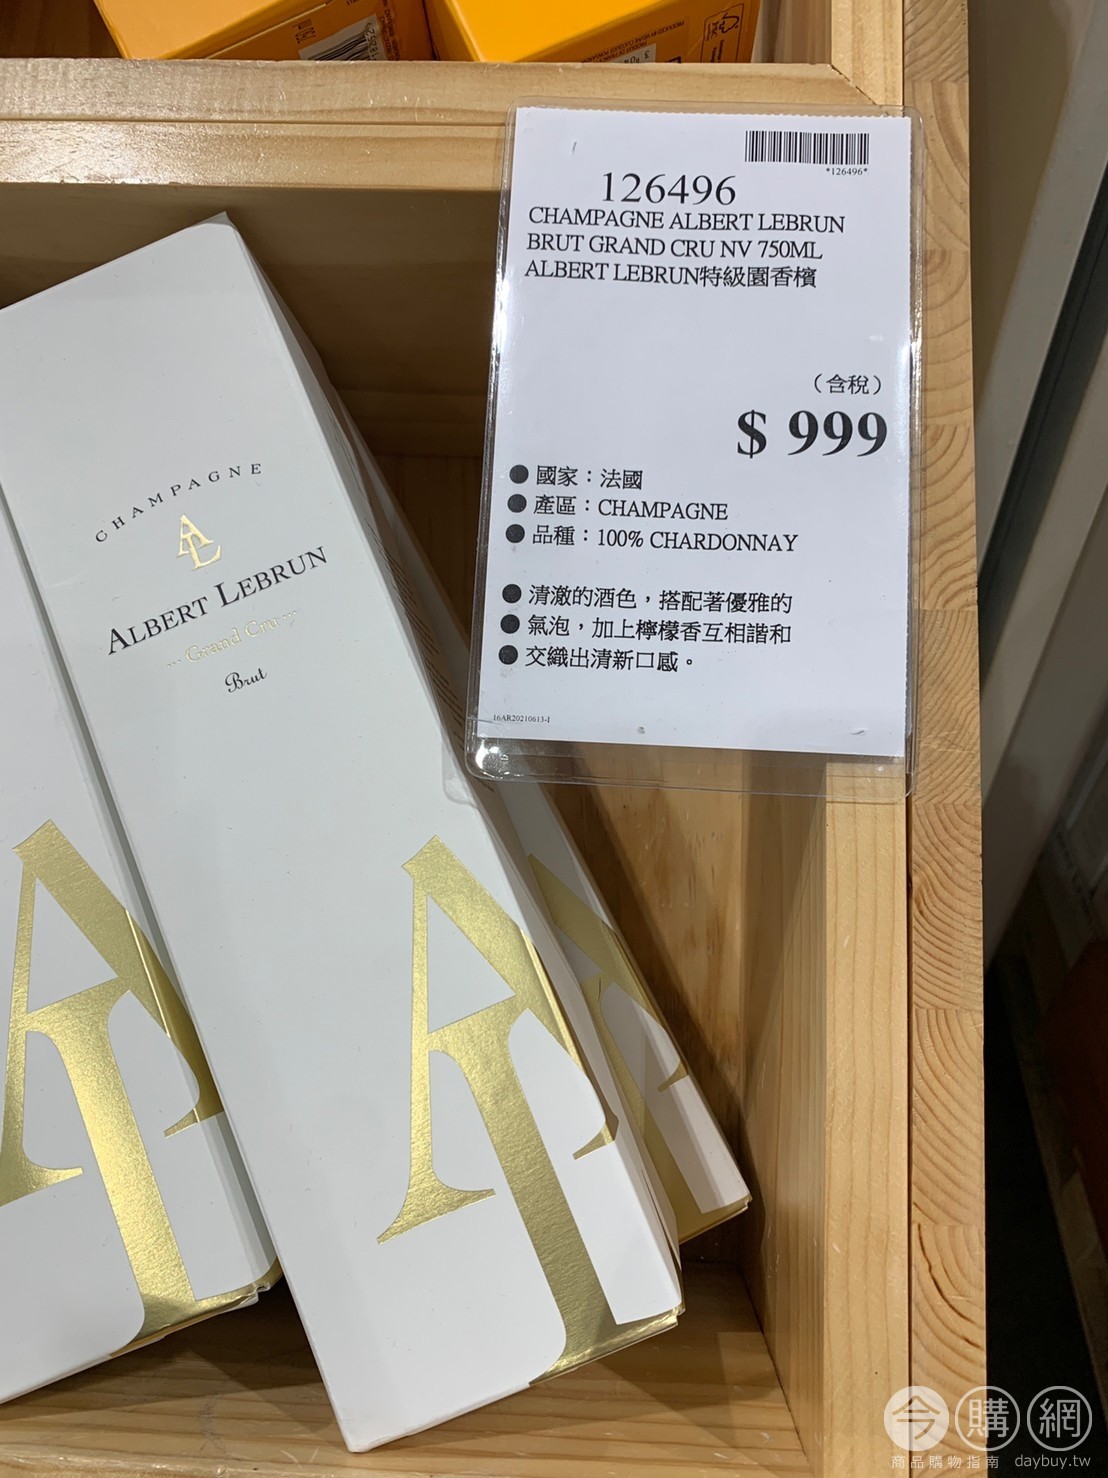 126496
*126496*
CHAMPAGNE ALBERT LEBRUN
BRUT GRAND CRU NV 750ML
ALBERT LEBRUN特級園香檳
（含稅）
$ 999
● 國家：法國
● 產區：CHAMPAGNE
● 品種：100% CHARDONNAY
● 清澈的酒色，搭配著優雅的
● 氣泡，加上檸檬香互相諧和
● 交織出清新口感。
16AR20210613-1
CHAMPAGNE
AL
ALBERT LEBRUN
... Grand Cru ...
Brut
AL
AL
今購網
商品購物指南 daybuy.tw